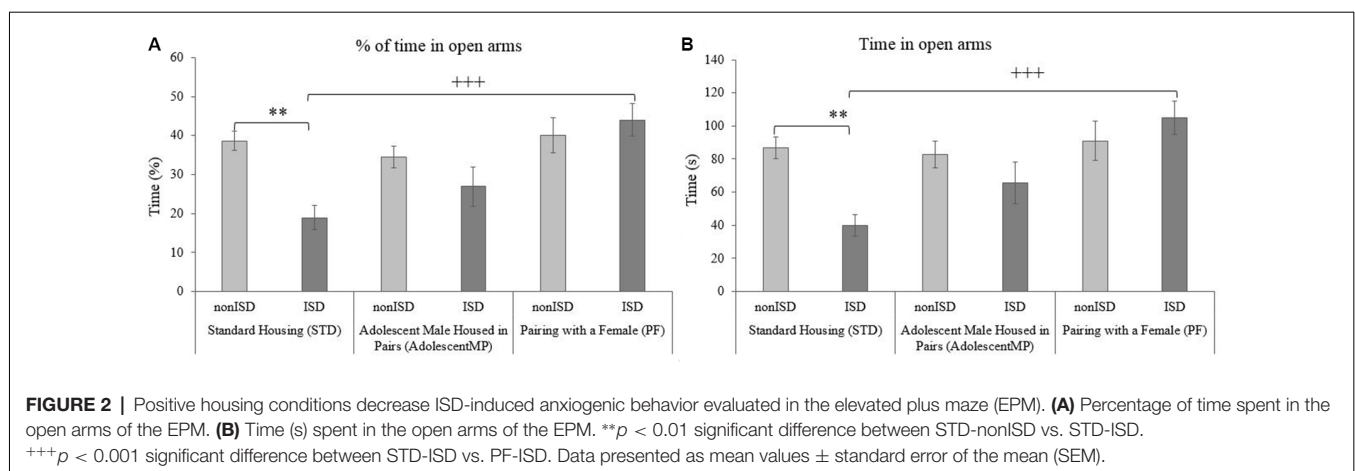 A
% of time in open arms
Time (%)
60
50
40
30
20
10
0
**
+++
nonISD ISD nonISD ISD nonISD ISD
Standard Housing (STD) Adolescent Male Housed in Pairs (AdolescentMP) Pairing with a Female (PF)
B
Time in open arms
Time (s)
140
120
100
80
60
40
20
0
**
+++
nonISD ISD nonISD ISD nonISD ISD
Standard Housing (STD) Adolescent Male Housed in Pairs (AdolescentMP) Pairing with a Female (PF)
FIGURE 2 | Positive housing conditions decrease ISD-induced anxiogenic behavior evaluated in the elevated plus maze (EPM). (A) Percentage of time spent in the
open arms of the EPM. (B) Time (s) spent in the open arms of the EPM. **p < 0.01 significant difference between STD-nonISD vs. STD-ISD.
+++p < 0.001 significant difference between STD-ISD vs. PF-ISD. Data presented as mean values ± standard error of the mean (SEM).